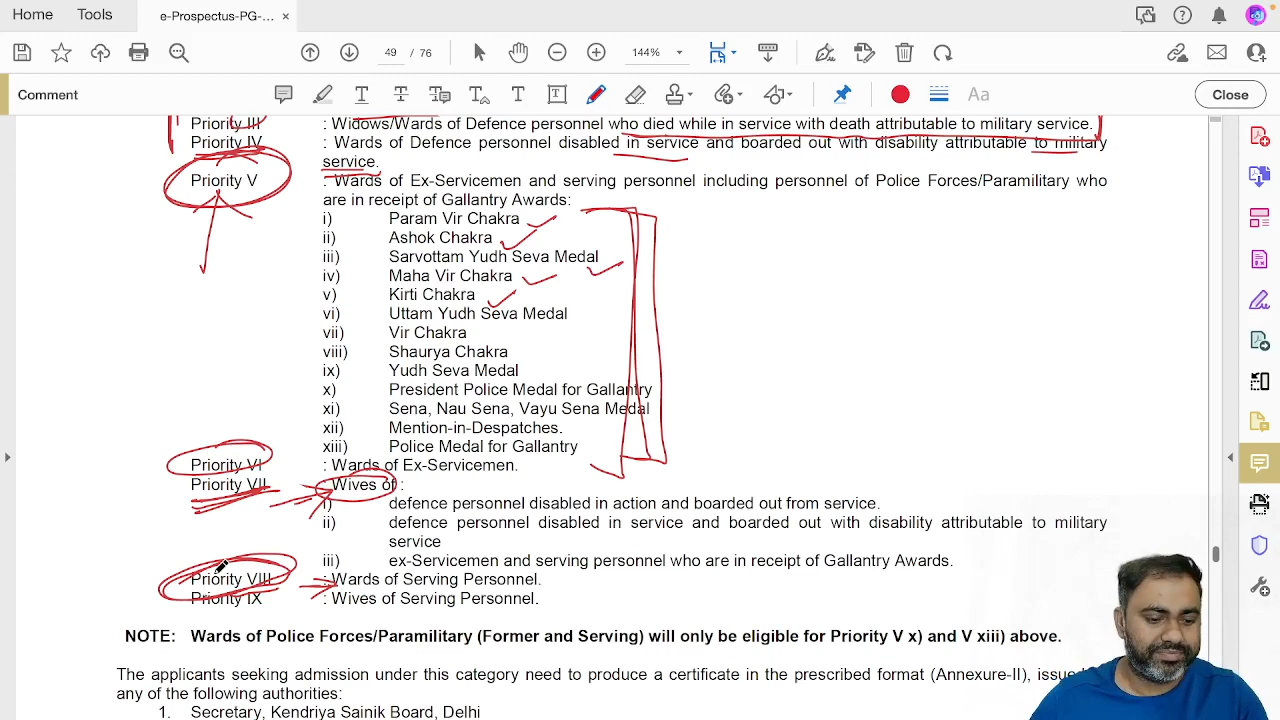 Home Tools e-Prospectus-PG-... ×
49 / 76 144%
Comment Aa Close
Priority III : Widows/Wards of Defence personnel who died while in service with death attributable to military service.
Priority IV : Wards of Defence personnel disabled in service and boarded out with disability attributable to military
service.
Priority V : Wards of Ex-Servicemen and serving personnel including personnel of Police Forces/Paramilitary who
are in receipt of Gallantry Awards:
i) Param Vir Chakra
ii) Ashok Chakra
iii) Sarvottam Yudh Seva Medal
iv) Maha Vir Chakra
v) Kirti Chakra
vi) Uttam Yudh Seva Medal
vii) Vir Chakra
viii) Shaurya Chakra
ix) Yudh Seva Medal
x) President Police Medal for Gallantry
xi) Sena, Nau Sena, Vayu Sena Medal
xii) Mention-in-Despatches.
xiii) Police Medal for Gallantry
Priority VI : Wards of Ex-Servicemen.
Priority VII : Wives of :
i) defence personnel disabled in action and boarded out from service.
ii) defence personnel disabled in service and boarded out with disability attributable to military
service
iii) ex-Servicemen and serving personnel who are in receipt of Gallantry Awards.
Priority VIII : Wards of Serving Personnel.
Priority IX : Wives of Serving Personnel.
NOTE: Wards of Police Forces/Paramilitary (Former and Serving) will only be eligible for Priority V x) and V xiii) above.
The applicants seeking admission under this category need to produce a certificate in the prescribed format (Annexure-II),
any of the following authorities:
1. Secretary, Kendriya Sainik Board, Delhi